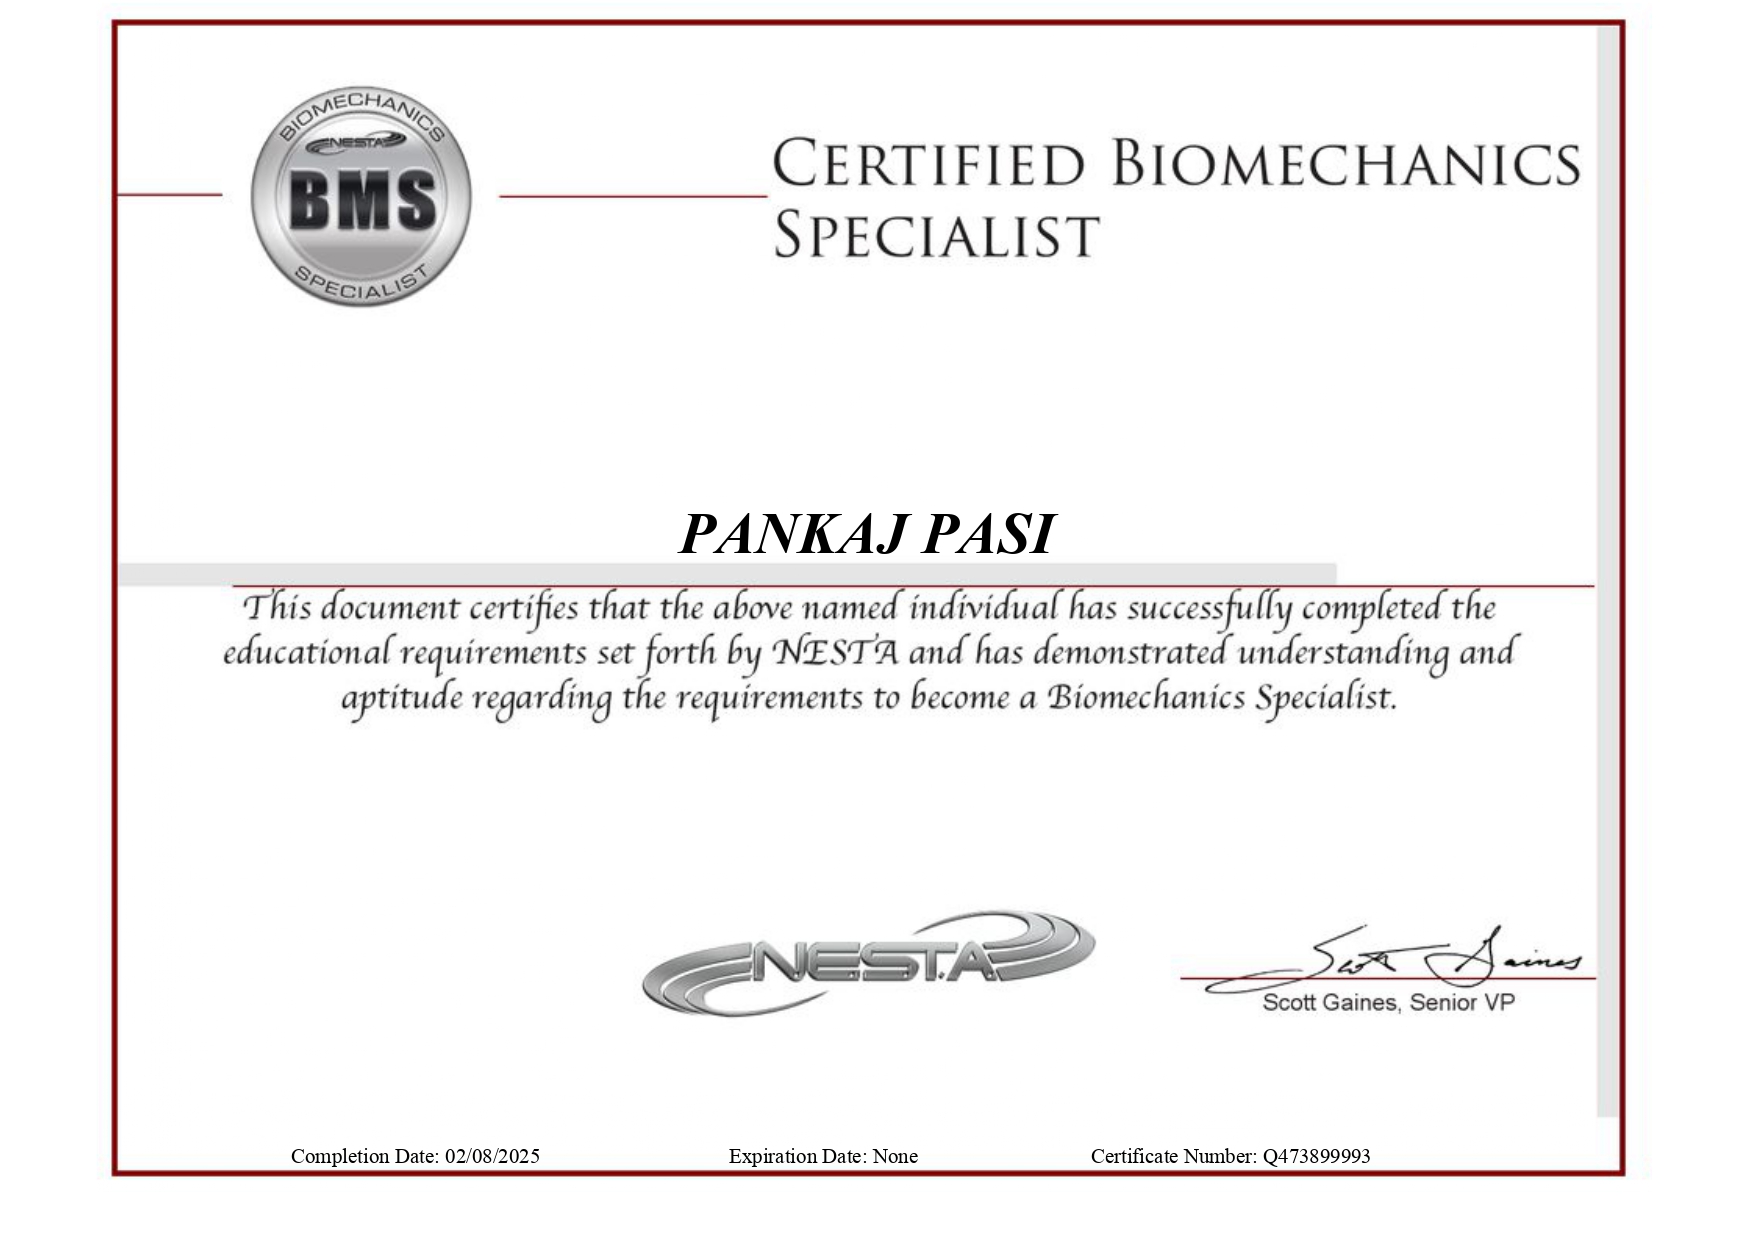 BIOMECHANICS
NESTA
BMS
SPECIALIST
CERTIFIED BIOMECHANICS
SPECIALIST
PANKAJ PASI
This document certifies that the above named individual has successfully completed the
educational requirements set forth by NESTA and has demonstrated understanding and
aptitude regarding the requirements to become a Biomechanics Specialist.
N.E.S.T.A.
Scott Gaines
Scott Gaines, Senior VP
Completion Date: 02/08/2025 Expiration Date: None Certificate Number: Q473899993